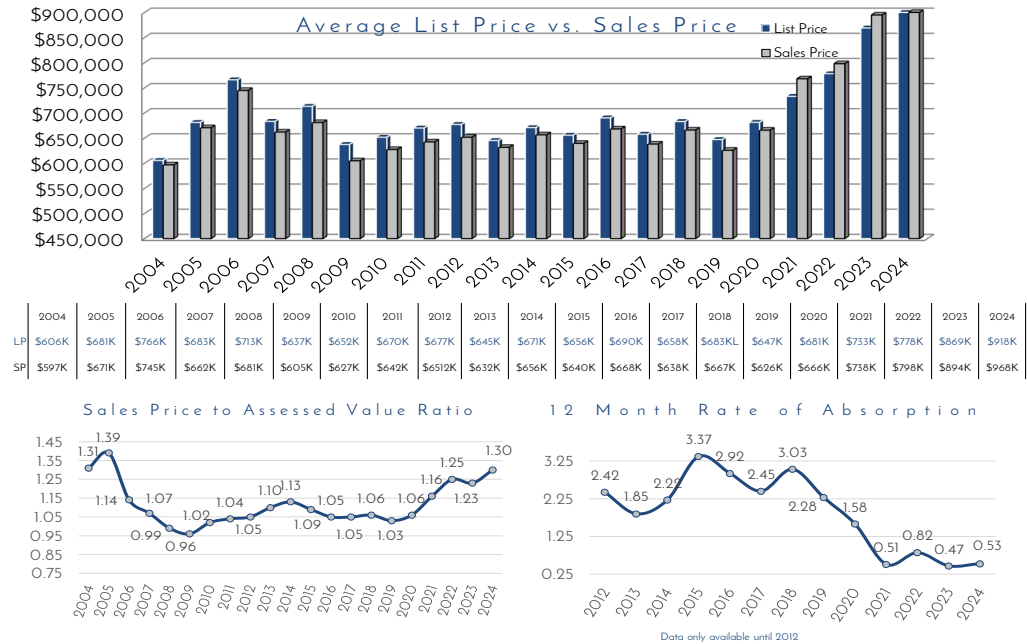 Average List Price vs. Sales Price
List Price
Sales Price
$900,000
$850,000
$800,000
$750,000
$700,000
$650,000
$600,000
$550,000
$500,000
$450,000
2004 2005 2006 2007 2008 2009 2010 2011 2012 2013 2014 2015 2016 2017 2018 2019 2020 2021 2022 2023 2024
2004 2005 2006 2007 2008 2009 2010 2011 2012 2013 2014 2015 2016 2017 2018 2019 2020 2021 2022 2023 2024
LP $606K $681K $766K $683K $713K $637K $652K $670K $677K $645K $671K $656K $690K $658K $683KL $647K $681K $733K $778K $869K $918K
SP $597K $671K $745K $662K $681K $605K $627K $642K $6512K $632K $656K $640K $668K $638K $667K $626K $666K $738K $798K $894K $968K
Sales Price to Assessed Value Ratio
1.45
1.35
1.25
1.15
1.05
0.95
0.85
0.75
1.31 1.39 1.14 1.07 0.99 0.96 1.02 1.04 1.05 1.10 1.13 1.09 1.05 1.05 1.06 1.03 1.06 1.16 1.25 1.23 1.30
2004 2005 2006 2007 2008 2009 2010 2011 2012 2013 2014 2015 2016 2017 2018 2019 2020 2021 2022 2023 2024
12 Month Rate of Absorption
3.25
2.25
1.25
0.25
2.42 1.85 2.22 3.37 2.92 2.45 3.03 2.28 1.58 0.51 0.82 0.47 0.53
2012 2013 2014 2015 2016 2017 2018 2019 2020 2021 2022 2023 2024
Data only available until 2012